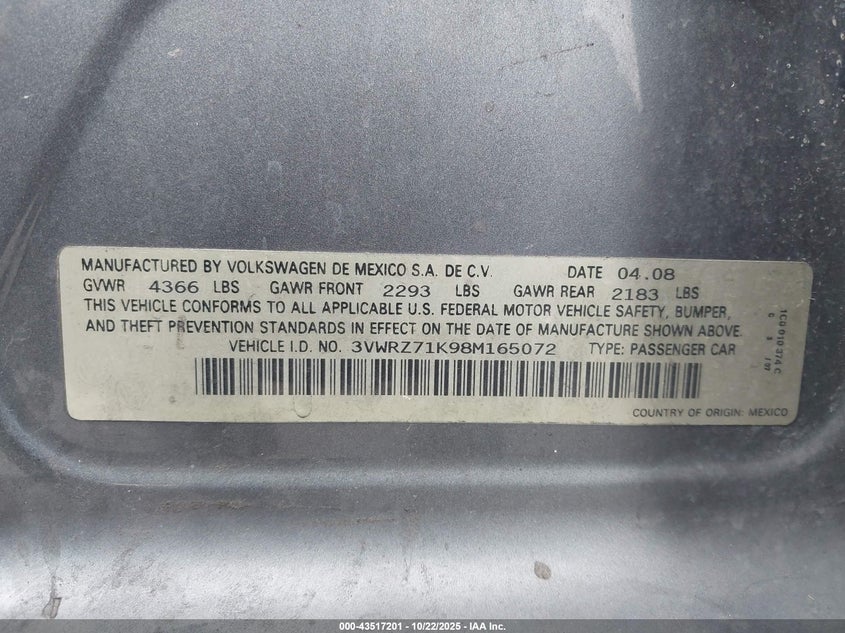 MANUFACTURED BY VOLKSWAGEN DE MEXICO S.A. DE C.V. DATE 04.08
GVWR 4366 LBS GAWR FRONT 2293 LBS GAWR REAR 2183 LBS
THIS VEHICLE CONFORMS TO ALL APPLICABLE U.S. FEDERAL MOTOR VEHICLE SAFETY, BUMPER,
AND THEFT PREVENTION STANDARDS IN EFFECT ON THE DATE OF MANUFACTURE SHOWN ABOVE.
VEHICLE I.D. NO. 3VWRZ71K98M165072 TYPE: PASSENGER CAR
COUNTRY OF ORIGIN: MEXICO
1C0 010 374 C
000-43517201 - 10/22/2025 - IAA Inc.